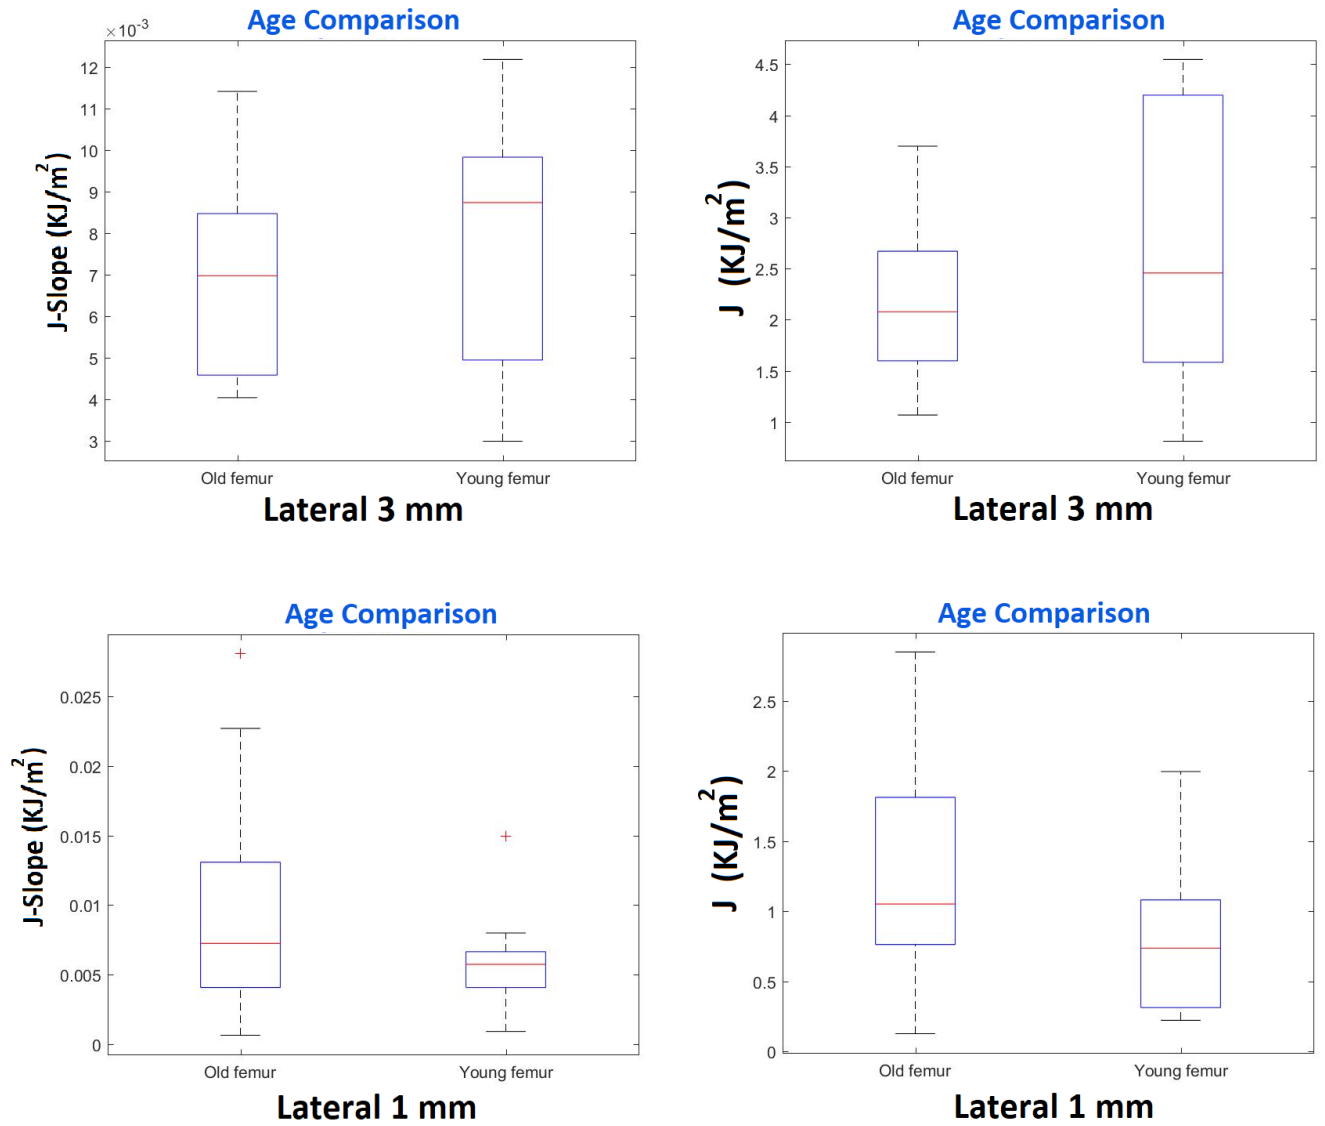 Age Comparison
×10⁻³
12
11
10
9
8
7
6
5
4
3
J-Slope (KJ/m²)
Old femur Young femur
Lateral 3 mm
Age Comparison
4.5
4
3.5
3
2.5
2
1.5
1
J (KJ/m²)
Old femur Young femur
Lateral 3 mm
Age Comparison
0.025
0.02
0.015
0.01
0.005
0
J-Slope (KJ/m²)
Old femur Young femur
Lateral 1 mm
Age Comparison
2.5
2
1.5
1
0.5
0
J (KJ/m²)
Old femur Young femur
Lateral 1 mm